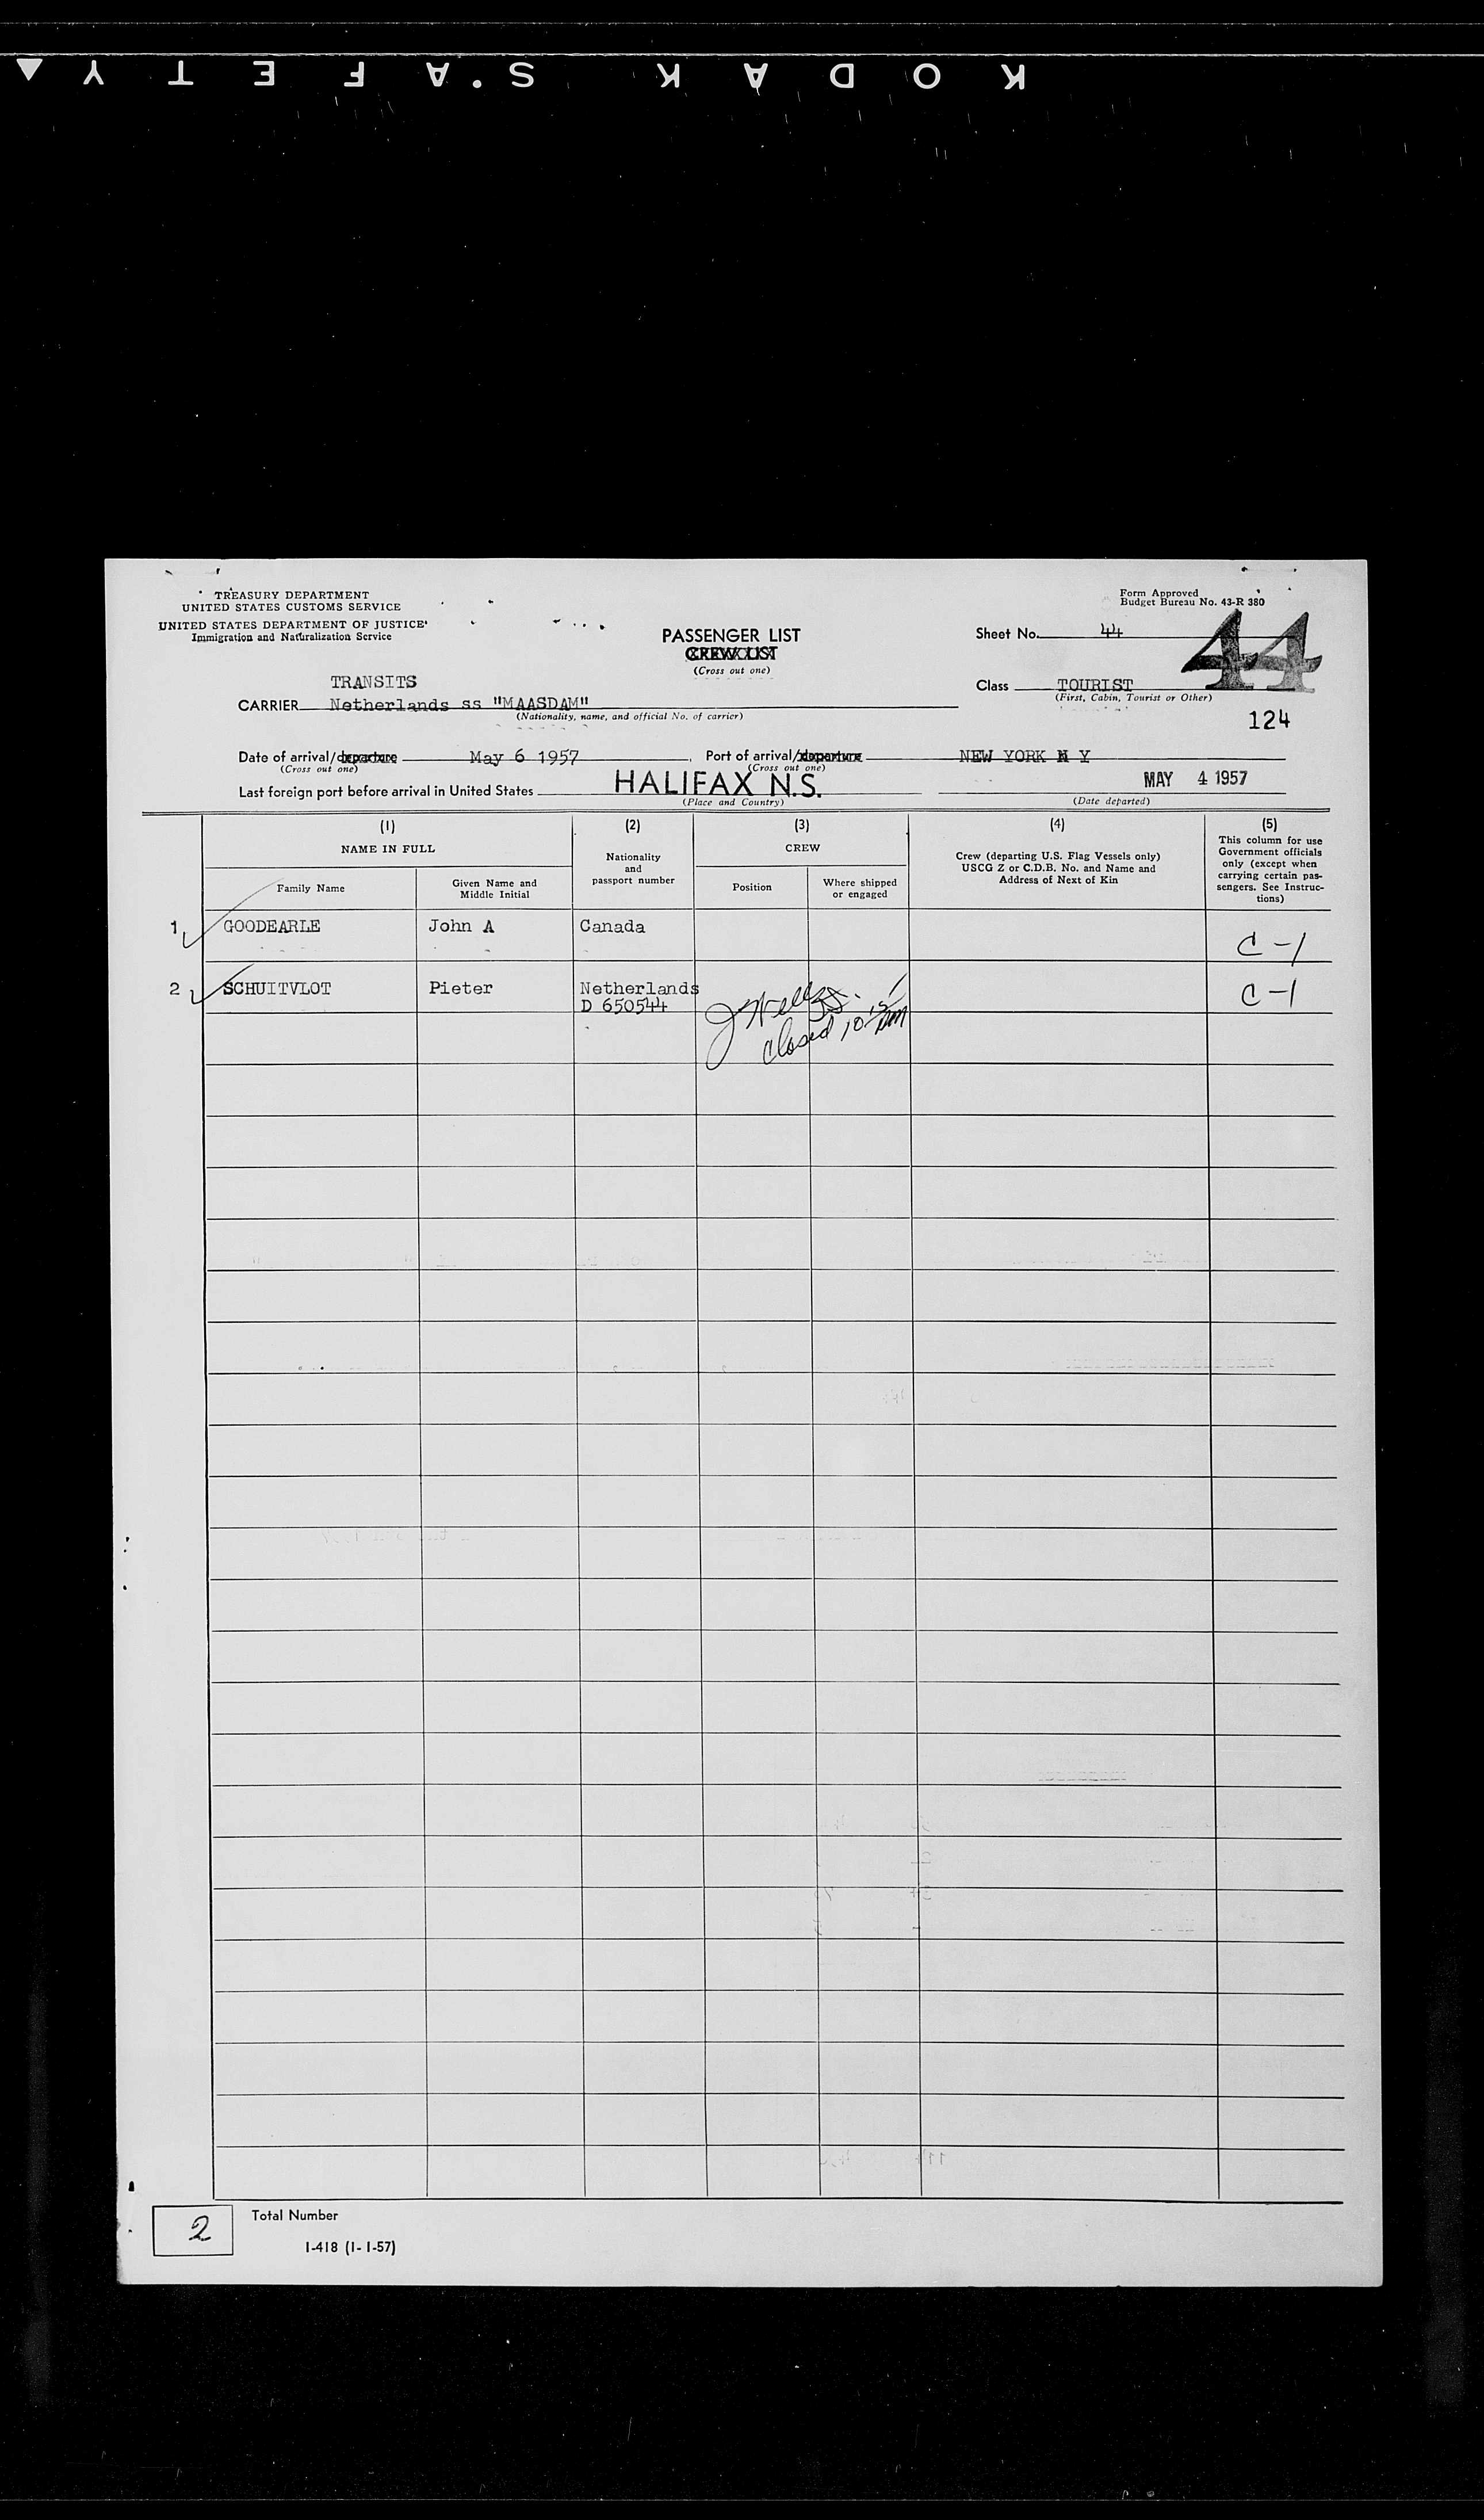 KODAK S.A F E T Y
TREASURY DEPARTMENT
UNITED STATES CUSTOMS SERVICE
UNITED STATES DEPARTMENT OF JUSTICE
Immigration and Naturalization Service
Form Approved
Budget Bureau No. 43-R 380
PASSENGER LIST
CREW LIST
(Cross out one)
Sheet No. 44
44
TRANSITS
CARRIER Netherlands ss "MAASDAM"
(Nationality, name, and official No. of carrier)
Class TOURIST
(First, Cabin, Tourist or Other)
124
Date of arrival/departure May 6 1957 Port of arrival/departure NEW YORK N Y
(Cross out one) (Cross out one)
Last foreign port before arrival in United States HALIFAX N.S. MAY 4 1957
(Place and Country) (Date departed)
(1) (2) (3) (4) (5)
NAME IN FULL
Family Name
Given Name and
Middle Initial
Nationality
and
passport number
CREW
Position
Where shipped
or engaged
Crew (departing U.S. Flag Vessels only)
USCG Z or C.D.B. No. and Name and
Address of Next of Kin
This column for use
Government officials
only (except when
carrying certain pas-
sengers. See Instruc-
tions)
1 GOODEARLE John A Canada C-1
2 SCHUITVLOT Pieter Netherlands C-1
D 650544
closed 10 15 AM
2 Total Number
I-418 (1-1-57)